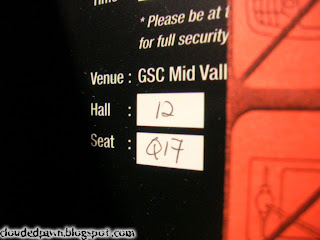 * Please be at t
for full security
Venue : GSC Mid Vall
Hall : 12
Seat : Q17
cloudedpawn.blogspot.com